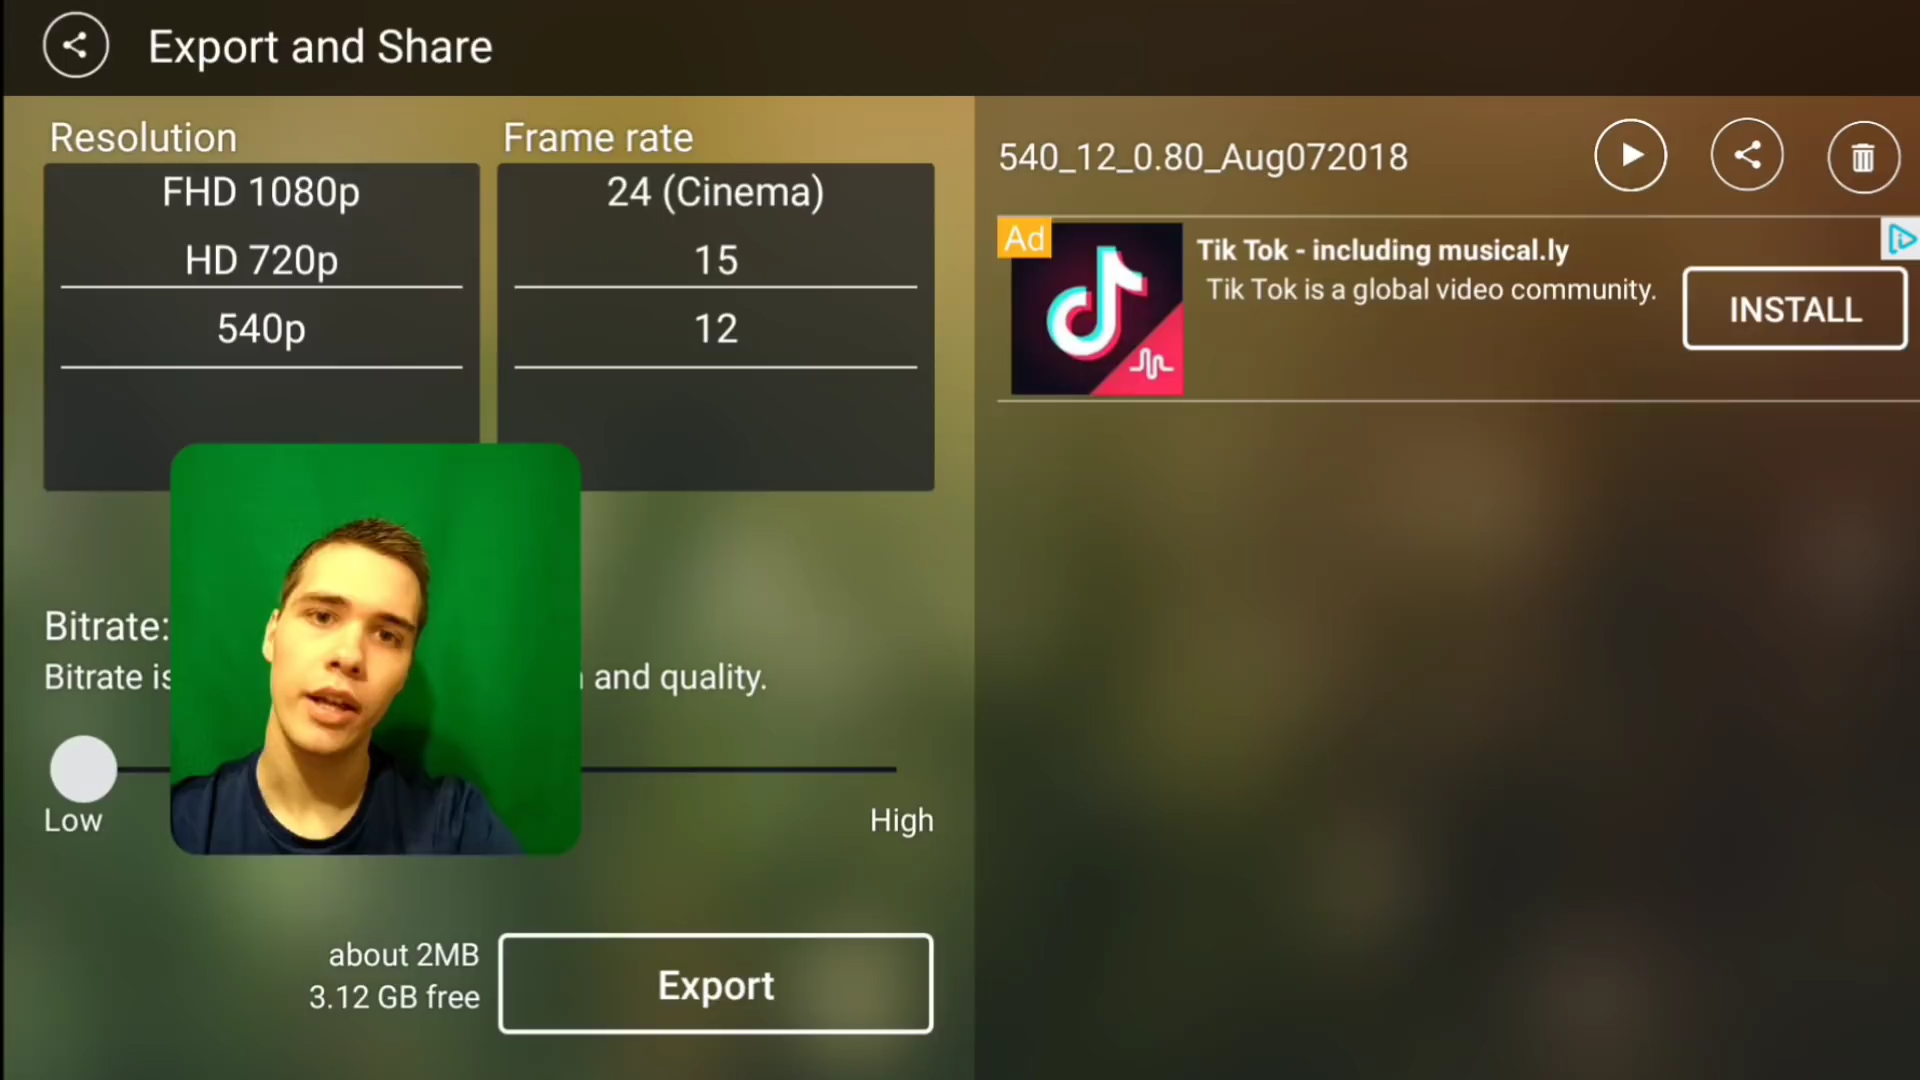 Export and Share
Resolution
FHD 1080p
HD 720p
540p
Frame rate
24 (Cinema)
15
12
Bitrate:
Bitrate is
and quality.
Low
High
about 2MB
3.12 GB free
Export
540_12_0.80_Aug072018
Ad
Tik Tok - including musical.ly
Tik Tok is a global video community.
INSTALL